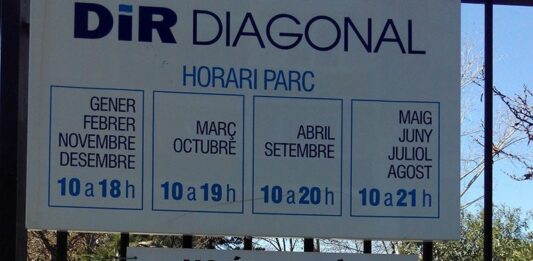 DiR DIAGONAL
HORARI PARC
GENER
FEBRER
NOVEMBRE
DESEMBRE
10 a 18 h
MARÇ
OCTUBRE
10 a 19 h
ABRIL
SETEMBRE
10 a 20 h
MAIG
JUNY
JULIOL
AGOST
10 a 21 h